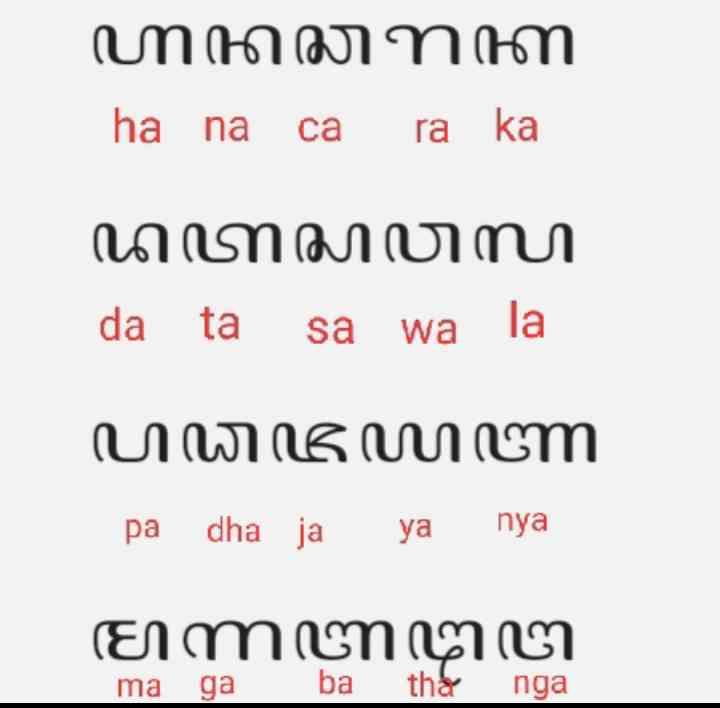 ꦲꦤꦕꦫꦏ
ha na ca ra ka
ꦢꦠꦱꦮꦭ
da ta sa wa la
ꦥꦝꦗꦪꦚ
pa dha ja ya nya
ꦩꦒꦧꦛꦔ
ma ga ba tha nga